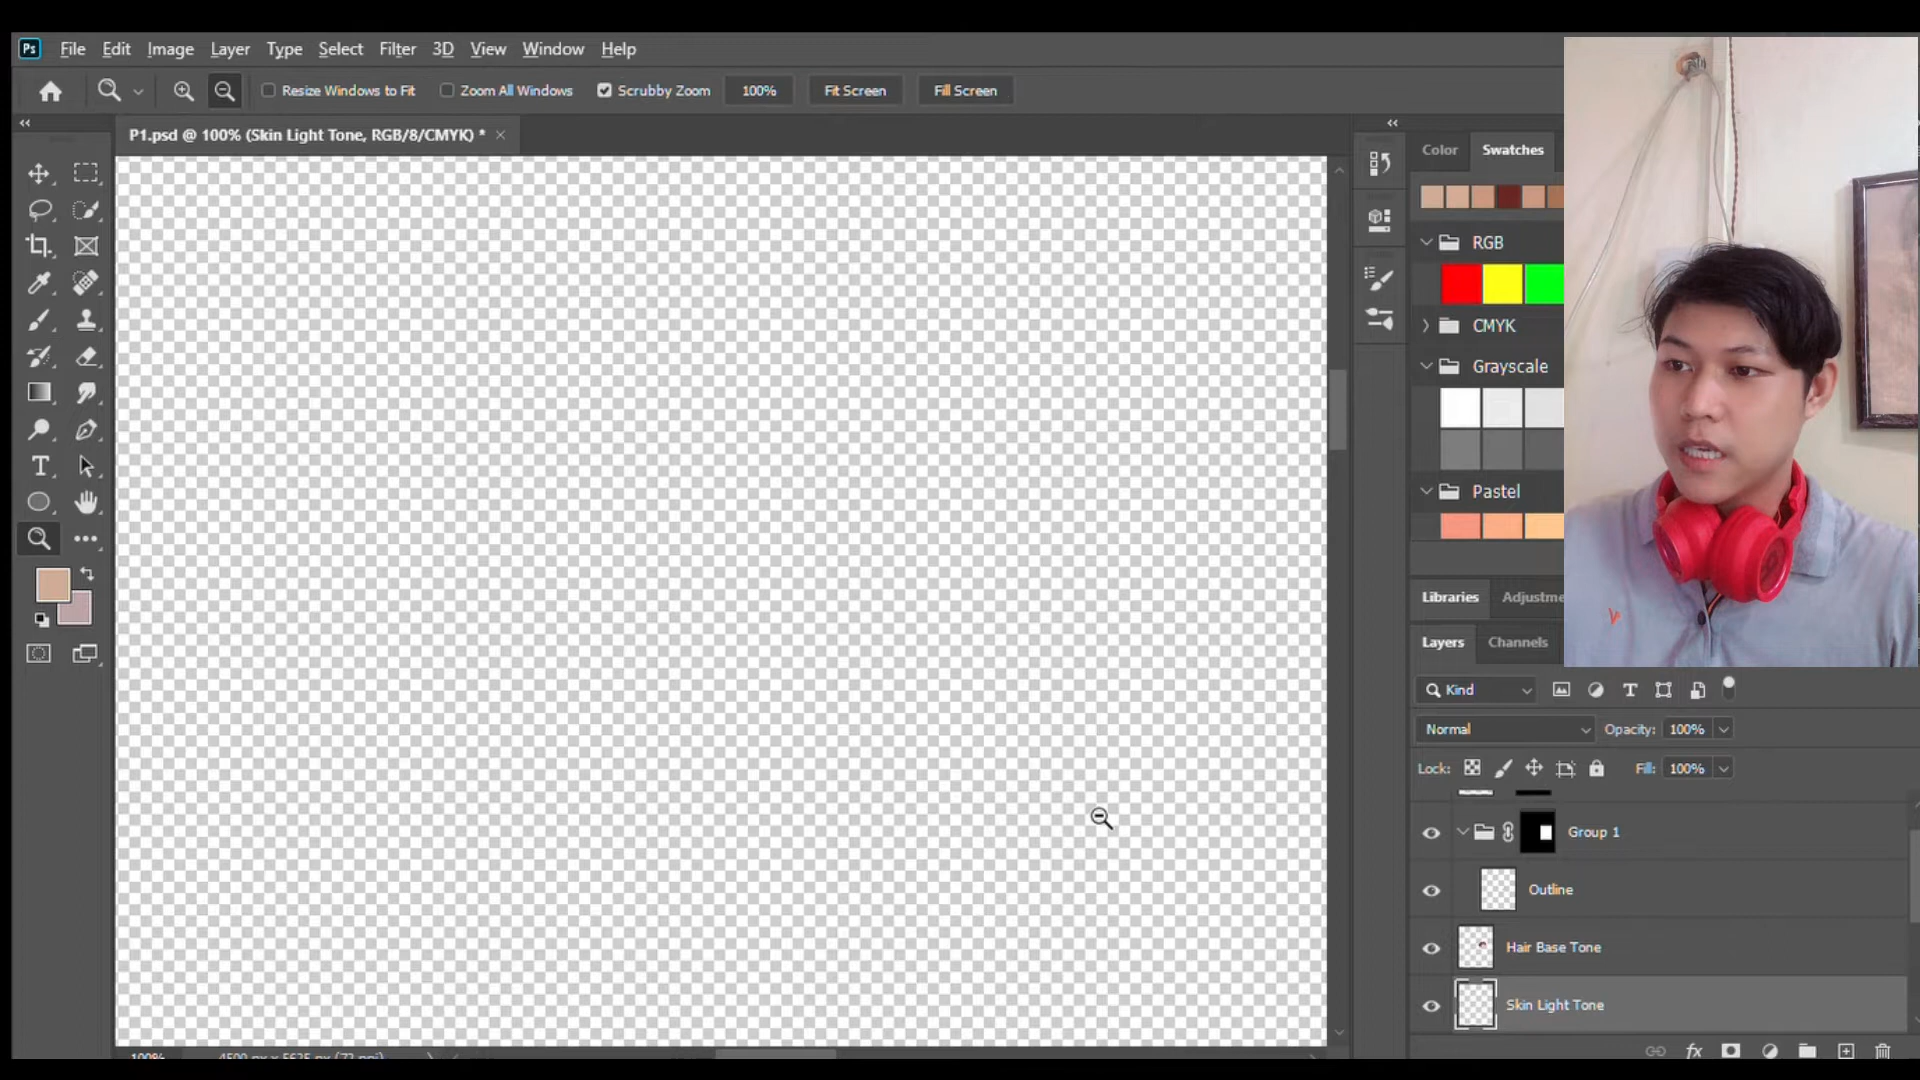 Ps File Edit Image Layer Type Select Filter 3D View Window Help
Resize Windows to Fit Zoom All Windows Scrubby Zoom 100% Fit Screen Fill Screen
P1.psd @ 100% (Skin Light Tone, RGB/8/CMYK) *
Color Swatches
RGB
CMYK
Grayscale
Pastel
Libraries Adjustme
Layers Channels
Kind
Normal Opacity: 100%
Lock: Fill: 100%
Group 1
Outline
Hair Base Tone
Skin Light Tone
100% 4500 px x 5625 px (72 ppi)
fx